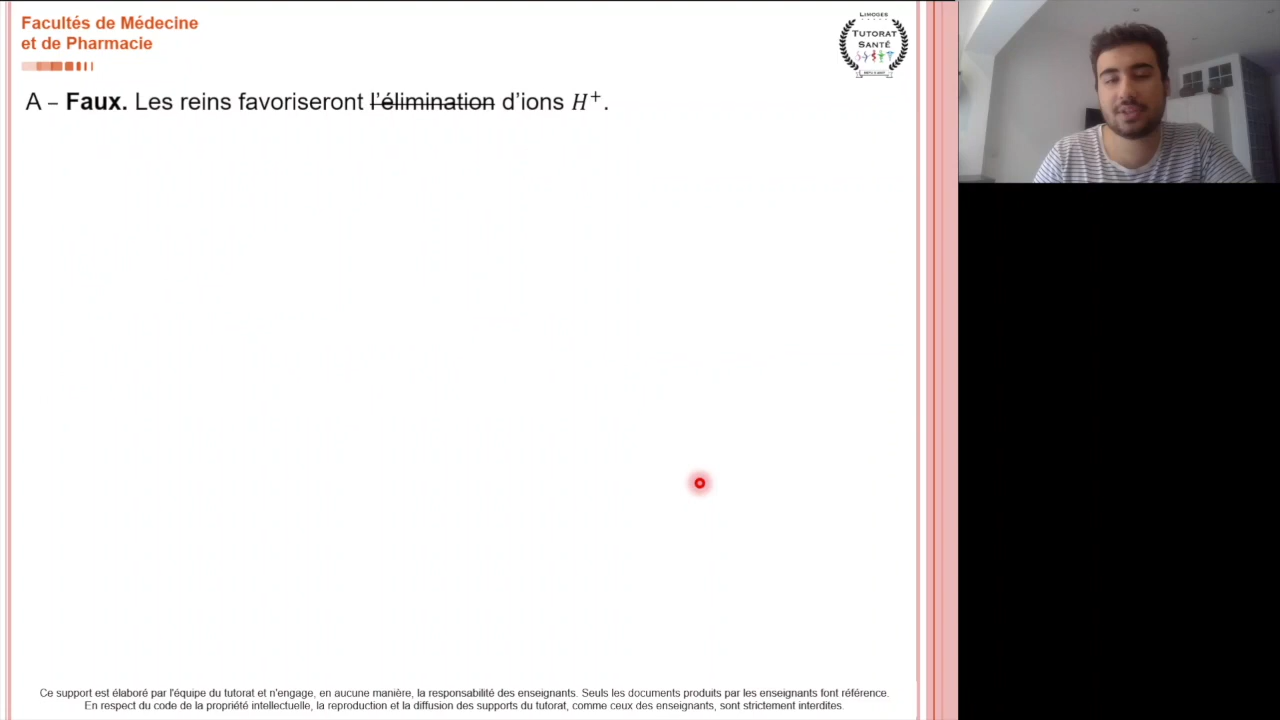 Facultés de Médecine
et de Pharmacie
LIMOGES
TUTORAT
SANTÉ
A – Faux. Les reins favoriseront l'élimination d'ions H⁺.
Ce support est élaboré par l'équipe du tutorat et n'engage, en aucune manière, la responsabilité des enseignants. Seuls les documents produits par les enseignants font référence.
En respect du code de la propriété intellectuelle, la reproduction et la diffusion des supports du tutorat, comme ceux des enseignants, sont strictement interdites.